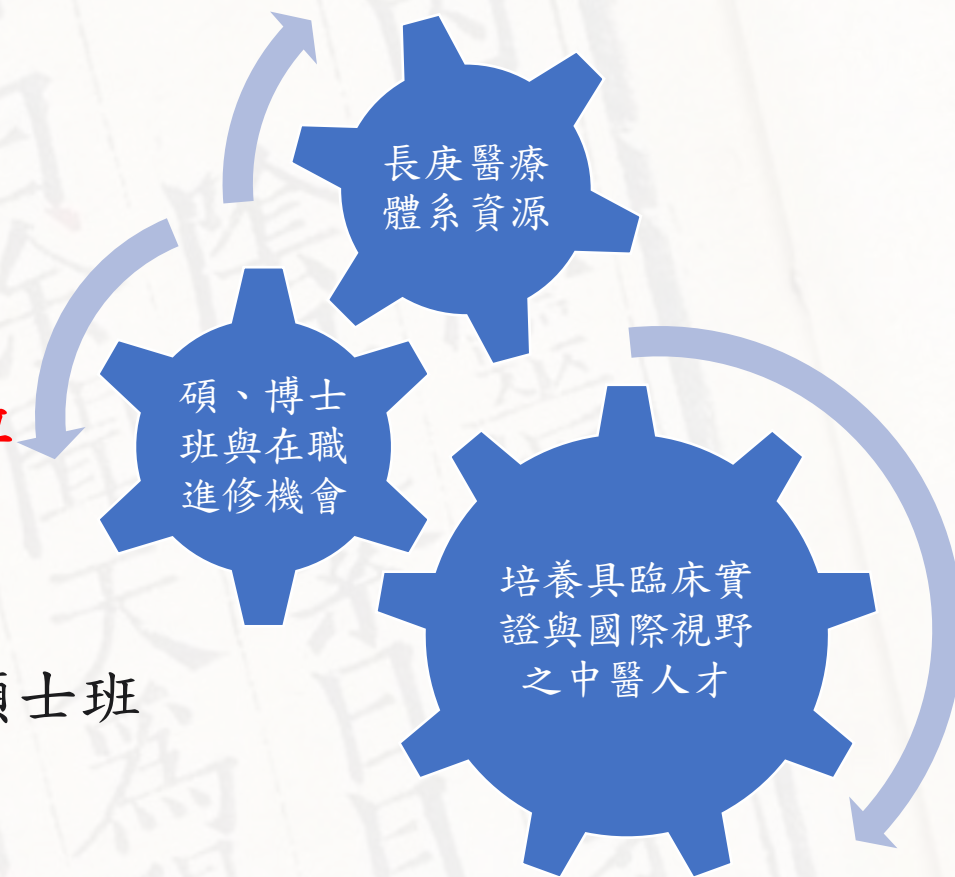 長庚醫療
體系資源
碩、博士
班與在職
進修機會
培養具臨床實
證與國際視野
之中醫人才
士班